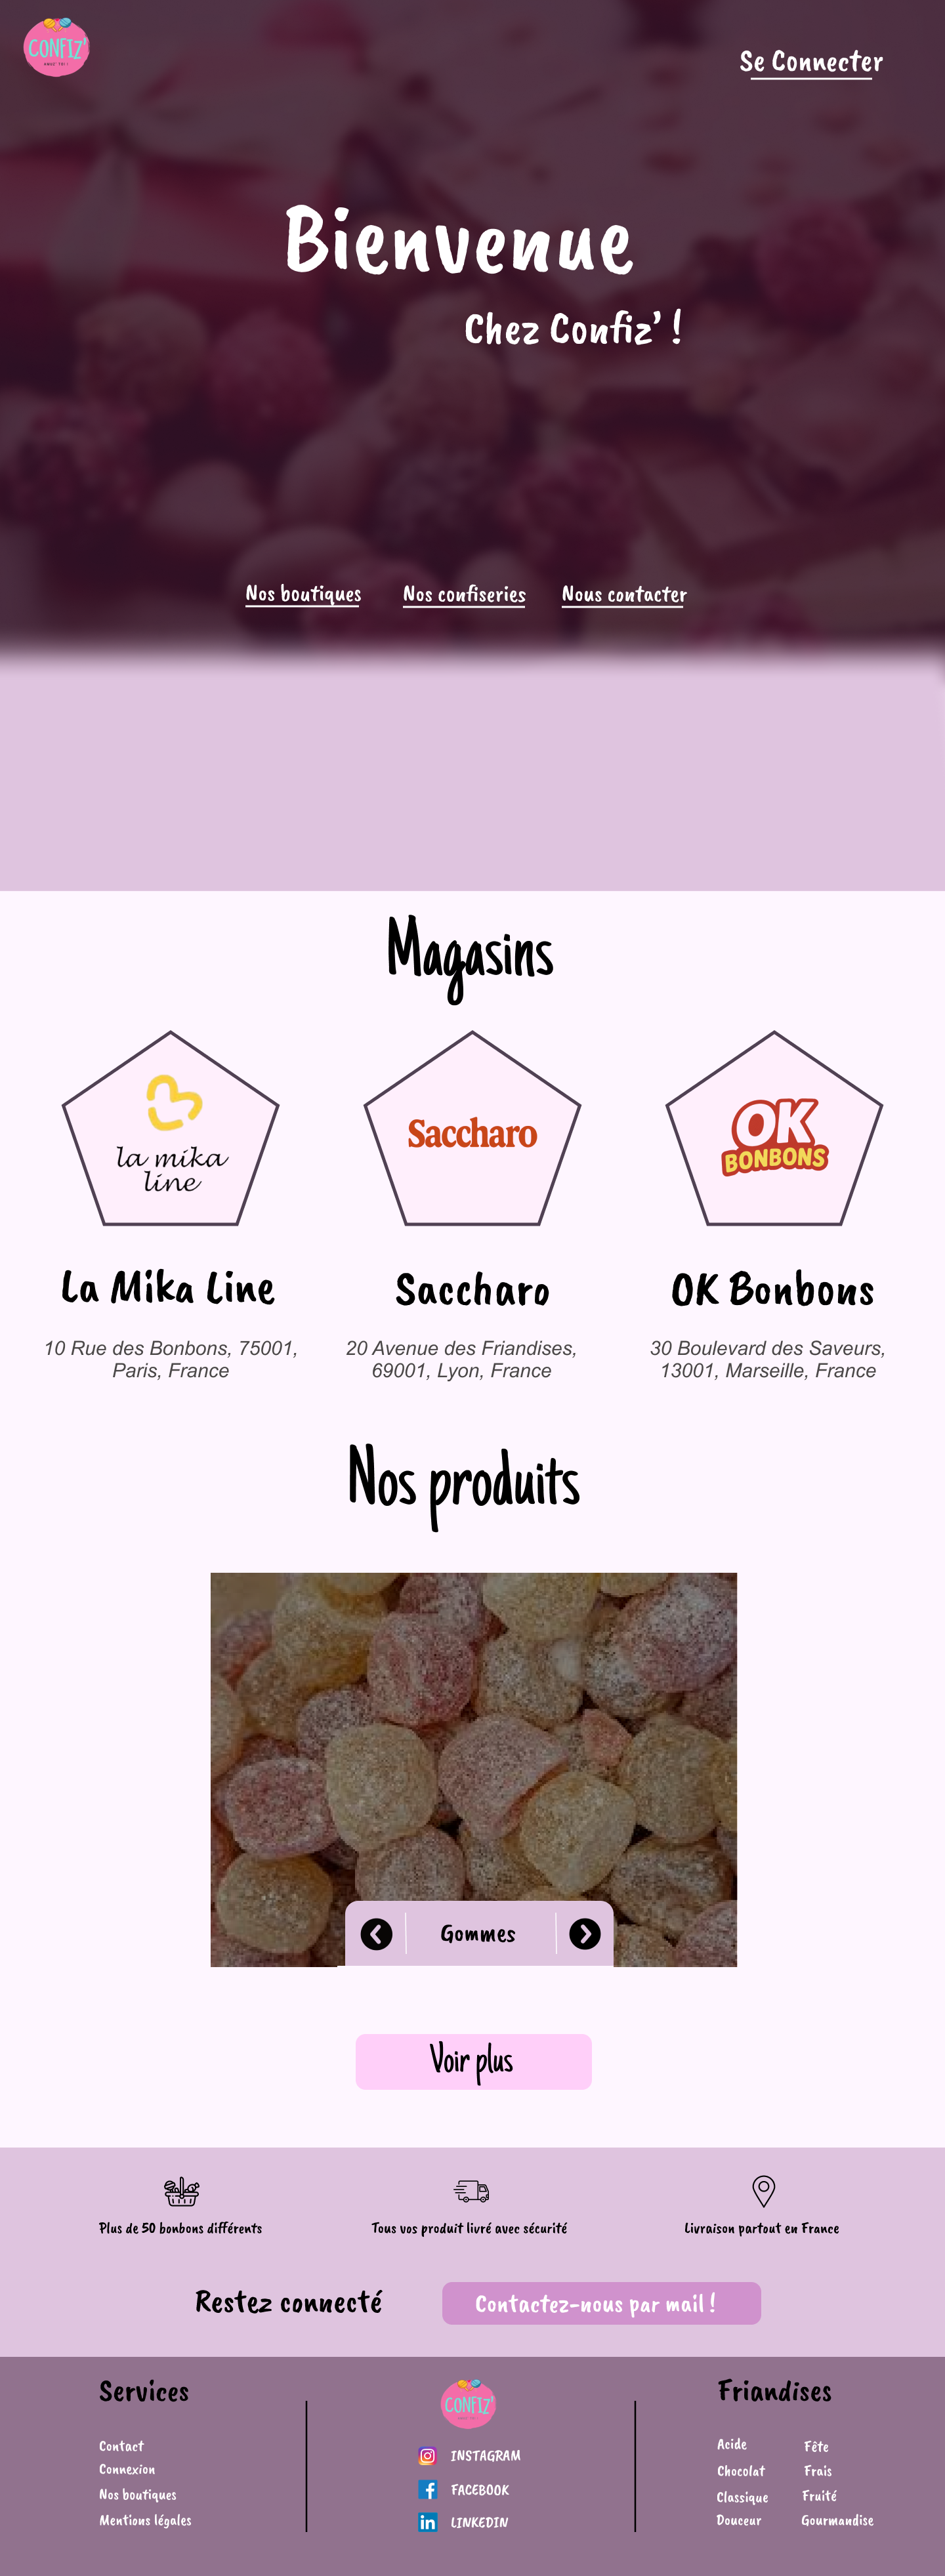 CONFIZ'
Se Connecter
Bienvenue
Chez Confiz' !
Nos boutiques
Nos confiseries
Nous contacter
Magasins
la mika
line
Saccharo
OK
BONBONS
La Mika Line
Saccharo
OK Bonbons
10 Rue des Bonbons, 75001,
Paris, France
20 Avenue des Friandises,
69001, Lyon, France
30 Boulevard des Saveurs,
13001, Marseille, France
Nos produits
Gommes
Voir plus
Plus de 50 bonbons différents
Tous vos produit livré avec sécurité
Livraison partout en France
Restez connecté
Contactez-nous par mail !
Services
Contact
Connexion
Nos boutiques
Mentions légales
CONFIZ'
INSTAGRAM
FACEBOOK
LINKEDIN
Friandises
Acide
Chocolat
Classique
Douceur
Fête
Frais
Fruité
Gourmandise